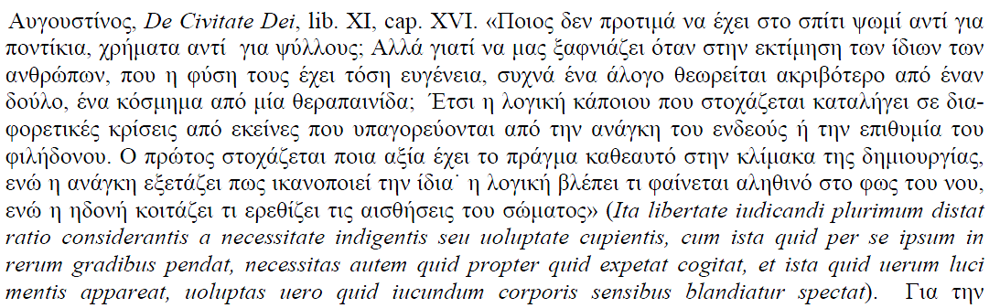 Αυγουστίνος, De Civitate Dei, lib. XI, cap. XVI. «Ποιος δεν προτιμά να έχει στο σπίτι ψωμί αντί για
ποντίκια, χρήματα αντί για ψύλλους; Αλλά γιατί να μας ξαφνιάζει όταν στην εκτίμηση των ίδιων των
ανθρώπων, που η φύση τους έχει τόση ευγένεια, συχνά ένα άλογο θεωρείται ακριβότερο από έναν
δούλο, ένα κόσμημα από μία θεραπαινίδα; Έτσι η λογική κάποιου που στοχάζεται καταλήγει σε δια-
φορετικές κρίσεις από εκείνες που υπαγορεύονται από την ανάγκη του ενδεούς ή την επιθυμία του
φιλήδονου. Ο πρώτος στοχάζεται ποια αξία έχει το πράγμα καθεαυτό στην κλίμακα της δημιουργίας,
ενώ η ανάγκη εξετάζει πως ικανοποιεί την ίδια˙ η λογική βλέπει τι φαίνεται αληθινό στο φως του νου,
ενώ η ηδονή κοιτάζει τι ερεθίζει τις αισθήσεις του σώματος» (Ita libertate iudicandi plurimum distat
ratio considerantis a necessitate indigentis seu uoluptate cupientis, cum ista quid per se ipsum in
rerum gradibus pendat, necessitas autem quid propter quid expetat cogitat, et ista quid uerum luci
mentis appareat, uoluptas uero quid iucundum corporis sensibus blandiatur spectat). Για την